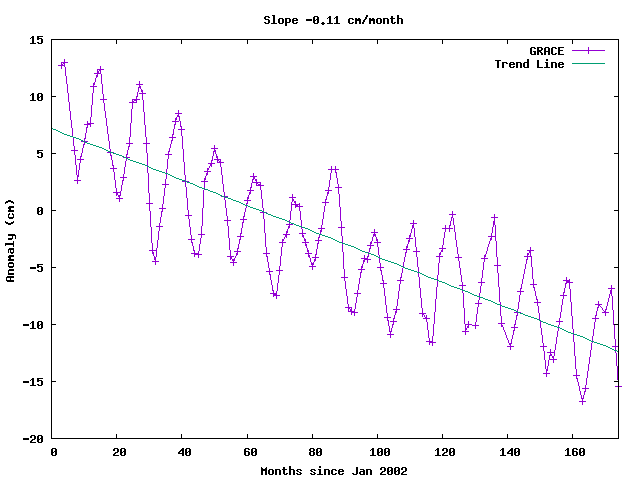 Slope -0.11 cm/month
GRACE
Trend Line
15
10
5
0
-5
-10
-15
-20
Anomaly (cm)
0 20 40 60 80 100 120 140 160
Months since Jan 2002